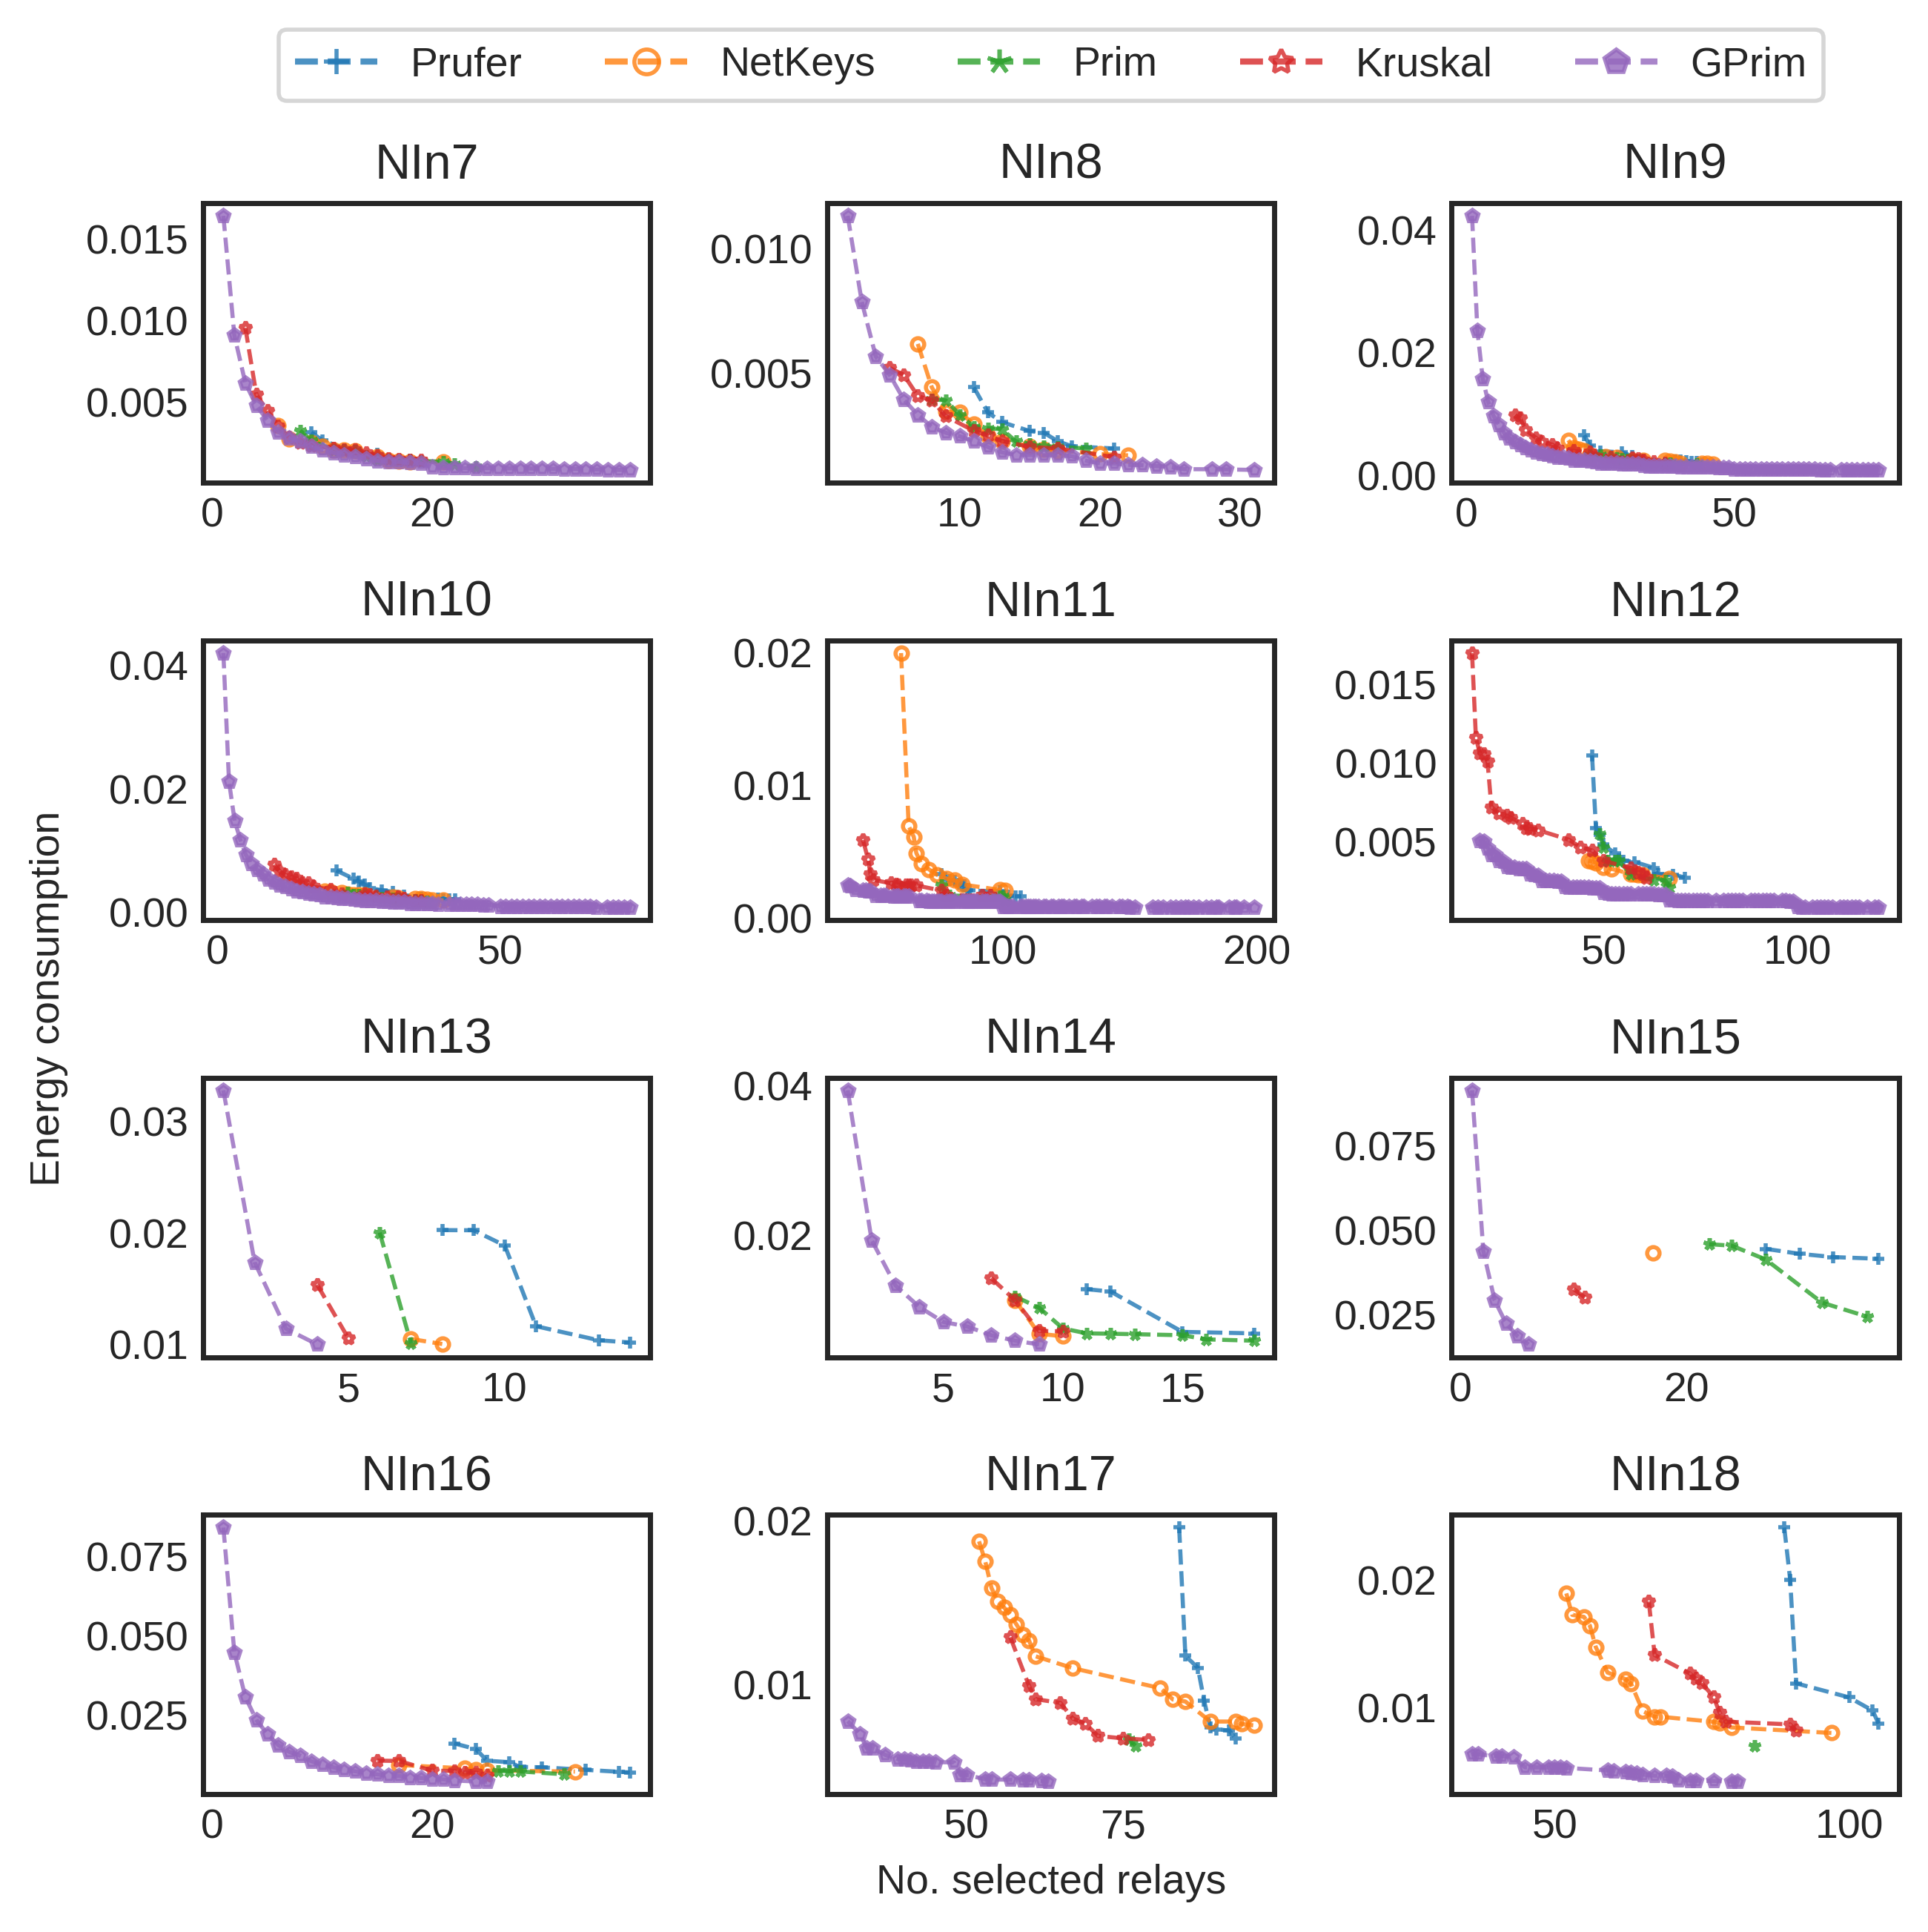 Prufer NetKeys Prim Kruskal GPrim
NIn7 NIn8 NIn9
0.015 0.010 0.005
0 20
0.010 0.005
10 20 30
0.04 0.02 0.00
0 50
NIn10 NIn11 NIn12
0.04 0.02 0.00
0 50
0.02 0.01 0.00
100 200
0.015 0.010 0.005
50 100
Energy consumption
NIn13 NIn14 NIn15
0.03 0.02 0.01
5 10
0.04 0.02
5 10 15
0.075 0.050 0.025
0 20
NIn16 NIn17 NIn18
0.075 0.050 0.025
0 20
0.02 0.01
50 75
0.02 0.01
50 100
No. selected relays